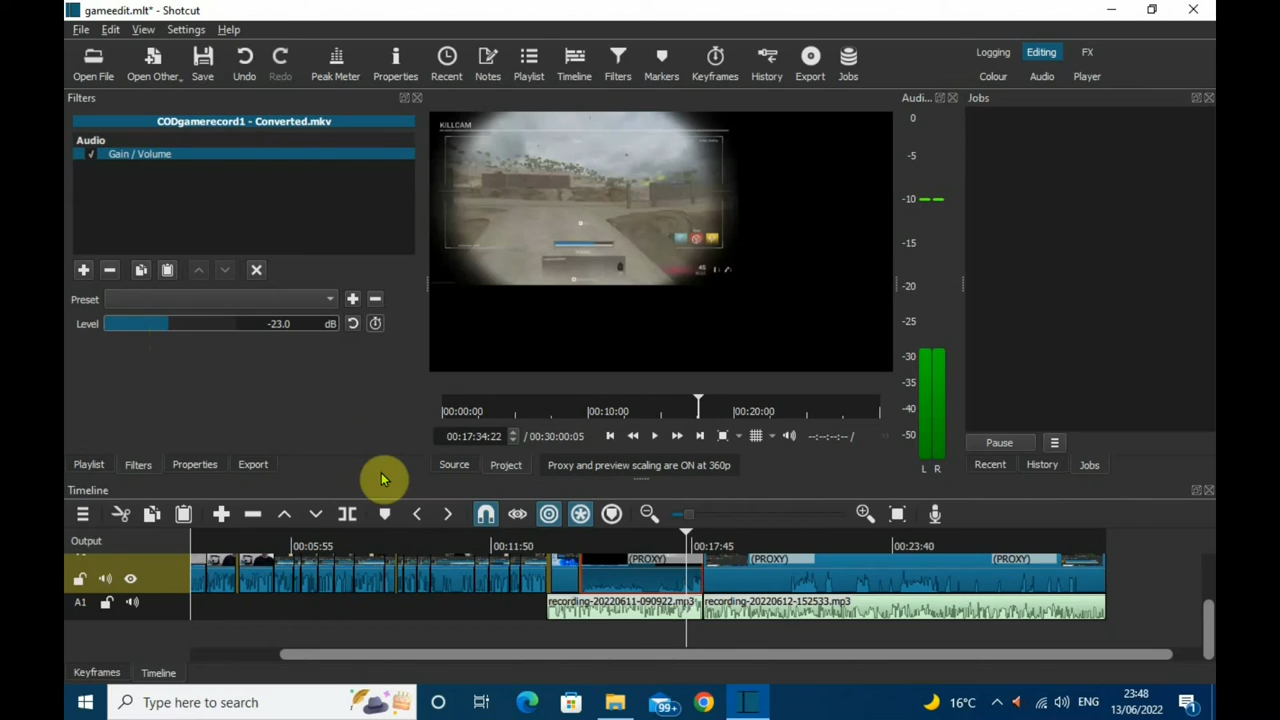 gameedit.mlt* - Shotcut
File Edit View Settings Help
Open File Open Other... Save Undo Redo Peak Meter Properties Recent Notes Playlist Timeline Filters Markers Keyframes History Export Jobs
Logging Editing FX
Colour Audio Player
Filters Audi... Jobs
CODgamerecord1 - Converted.mkv
Audio
Gain / Volume
Preset
Level -23.0 dB
KILLCAM
45
0
-5
-10
-15
-20
-25
-30
-35
-40
-45
-50
L R
00:00:00 00:10:00 00:20:00
00:17:34:22 / 00:30:00:05 --:--:--:-- /
Pause
Playlist Filters Properties Export Source Project Proxy and preview scaling are ON at 360p Recent History Jobs
Timeline
Output 00:05:55 00:11:50 00:17:45 00:23:40
(PROXY) (PROXY) (PROXY)
A1 recording-20220611-090922.mp3 recording-20220612-152533.mp3
Keyframes Timeline
Type here to search 99+ 16°C ENG 23:48
13/06/2022 1